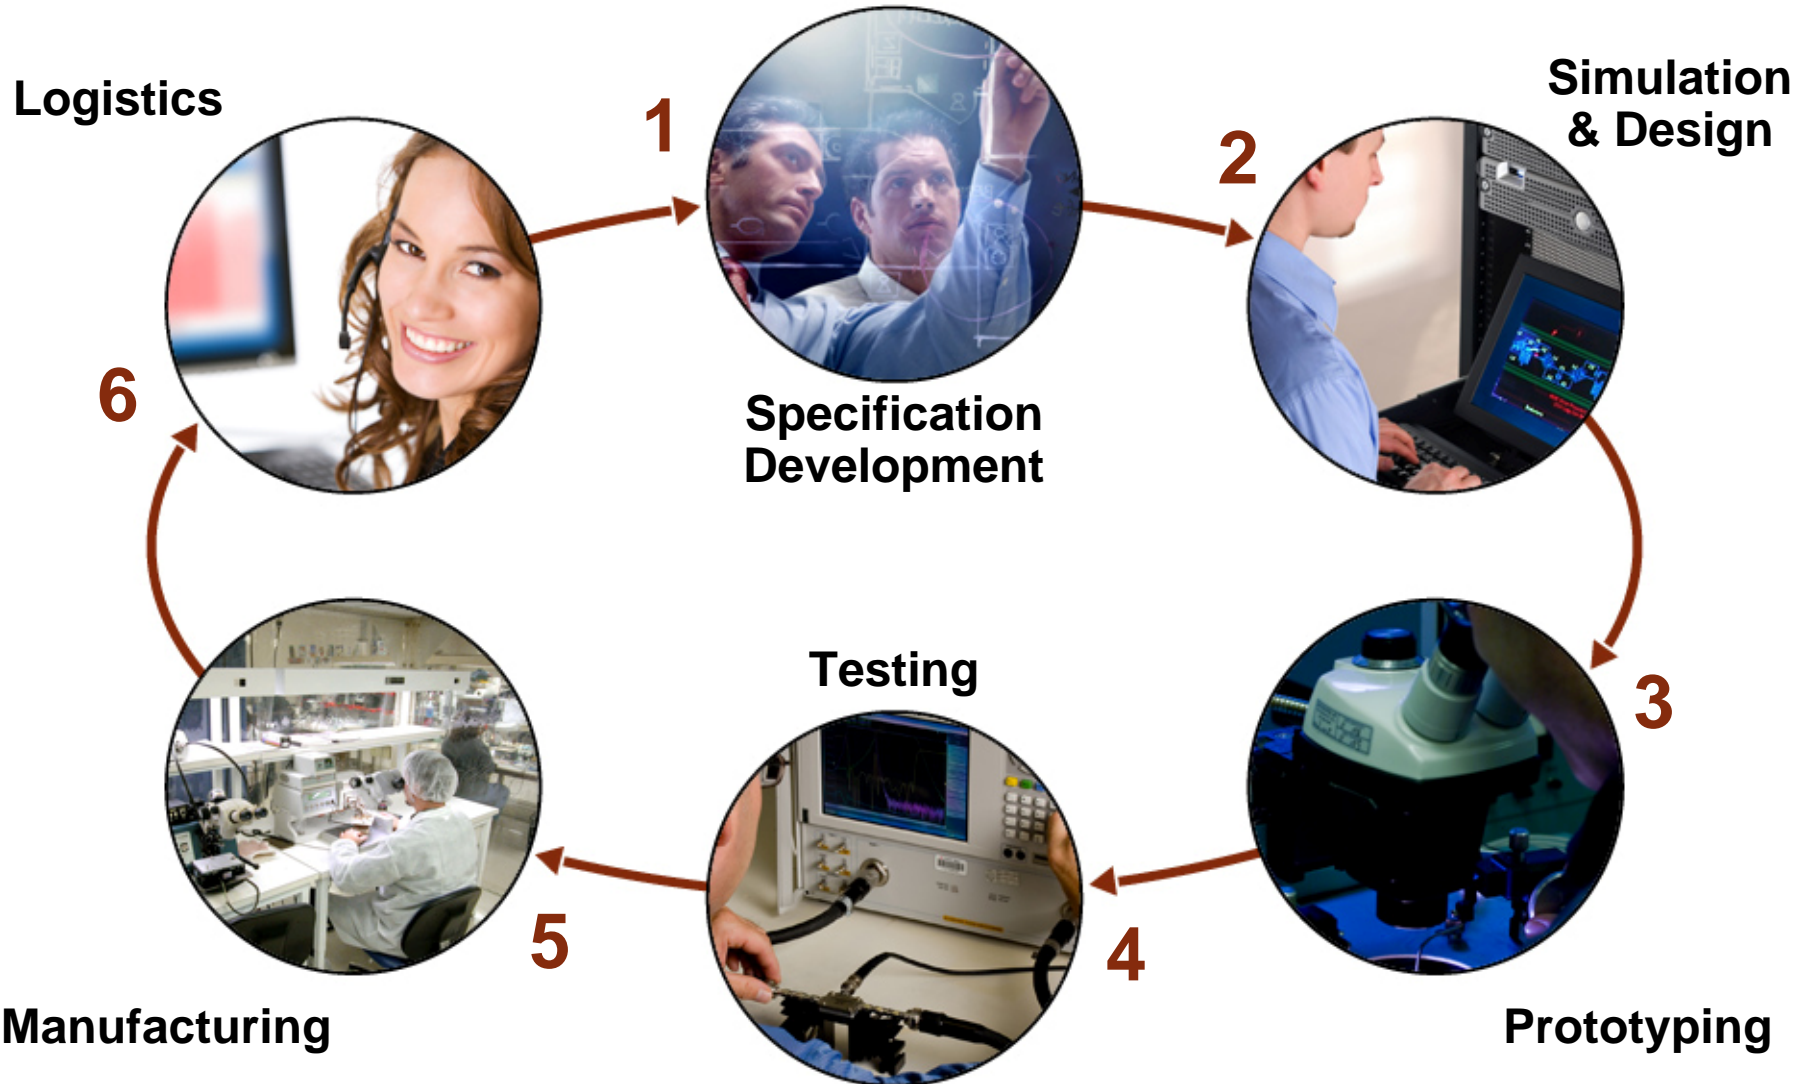 Logistics
1
Specification
Development
2
Simulation
& Design
3
Prototyping
4
Testing
5
Manufacturing
6